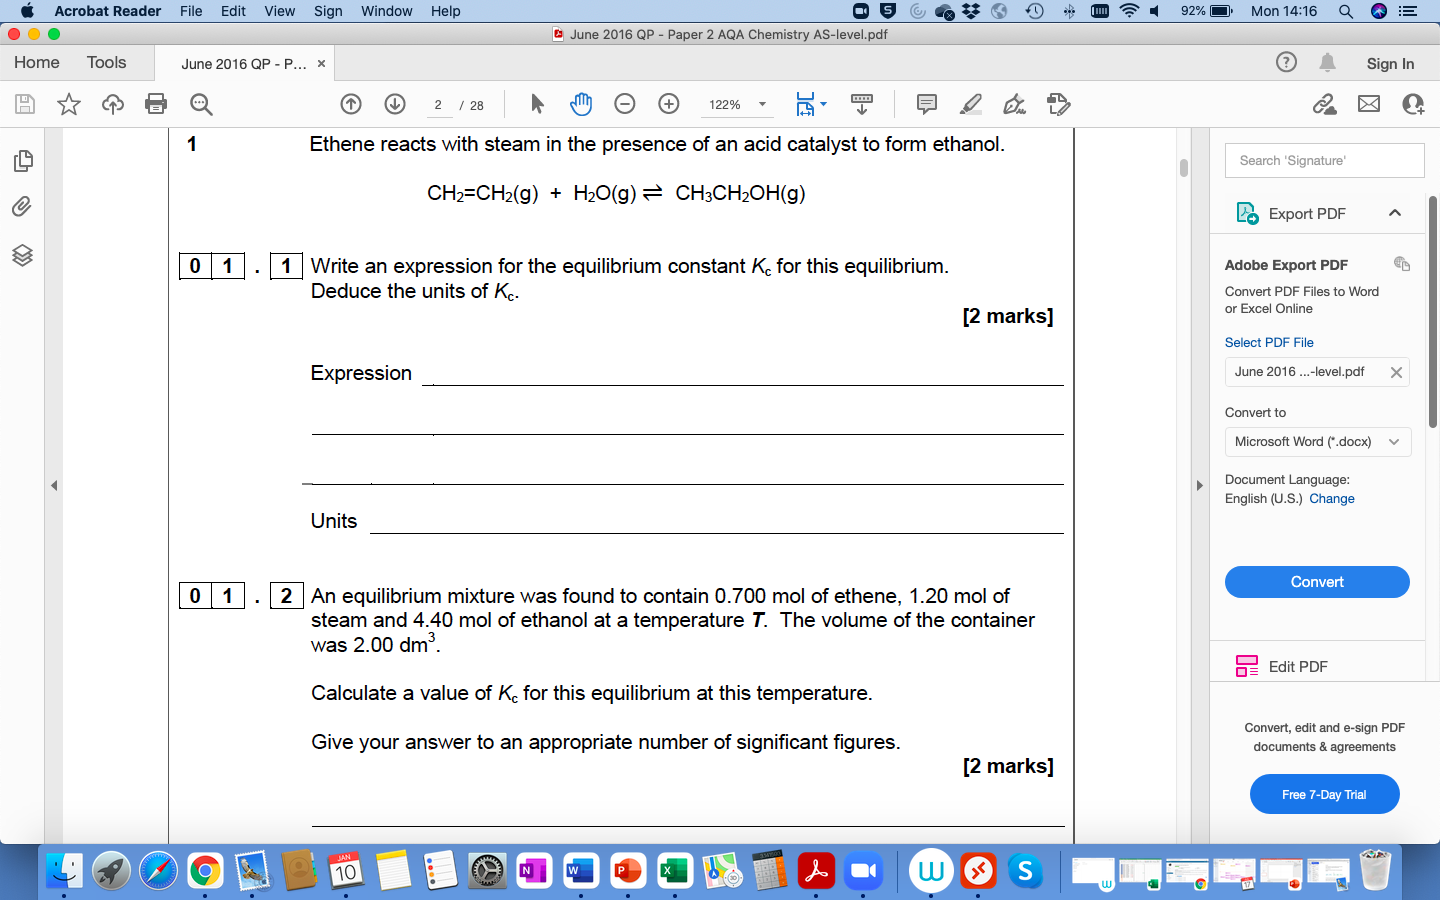 Acrobat Reader File Edit View Sign Window Help 92% Mon 14:16
June 2016 QP - Paper 2 AQA Chemistry AS-level.pdf
Home Tools June 2016 QP - P... × Sign In
2 / 28 122%
1 Ethene reacts with steam in the presence of an acid catalyst to form ethanol.
CH₂=CH₂(g) + H₂O(g) ⇌ CH₃CH₂OH(g)
0 1 . 1 Write an expression for the equilibrium constant Kc for this equilibrium.
Deduce the units of Kc.
[2 marks]
Expression
Units
0 1 . 2 An equilibrium mixture was found to contain 0.700 mol of ethene, 1.20 mol of
steam and 4.40 mol of ethanol at a temperature T. The volume of the container
was 2.00 dm³.
Calculate a value of Kc for this equilibrium at this temperature.
Give your answer to an appropriate number of significant figures.
[2 marks]
Search 'Signature'
Export PDF
Adobe Export PDF
Convert PDF Files to Word
or Excel Online
Select PDF File
June 2016 ...-level.pdf
Convert to
Microsoft Word (*.docx)
Document Language:
English (U.S.) Change
Convert
Edit PDF
Convert, edit and e-sign PDF
documents & agreements
Free 7-Day Trial
JAN
10